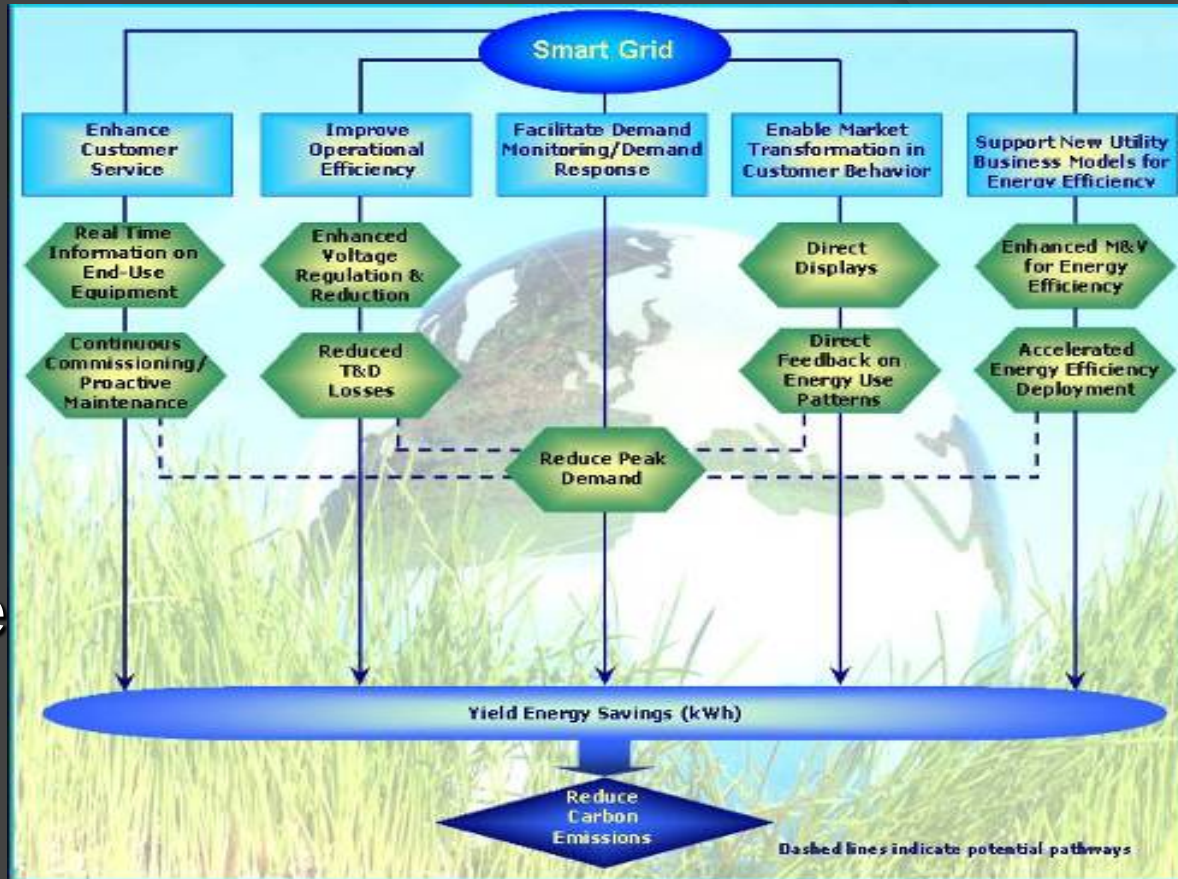 Smart Grid
Enhance
Customer
Service
Improve
Operational
Efficiency
Facilitate Demand
Monitoring/Demand
Response
Enable Market
Transformation in
Customer Behavior
Support New Utility
Business Models for
Energy Efficiency
Real Time
Information on
End-Use
Equipment
Enhanced
Voltage
Regulation &
Reduction
Direct
Displays
Enhanced M&V
for Energy
Efficiency
Continuous
Commissioning/
Proactive
Maintenance
Reduced
T&D
Losses
Direct
Feedback on
Energy Use
Patterns
Accelerated
Energy Efficiency
Deployment
Reduce Peak
Demand
e
Yield Energy Savings (kWh)
Reduce
Carbon
Emissions
Dashed lines indicate potential pathways